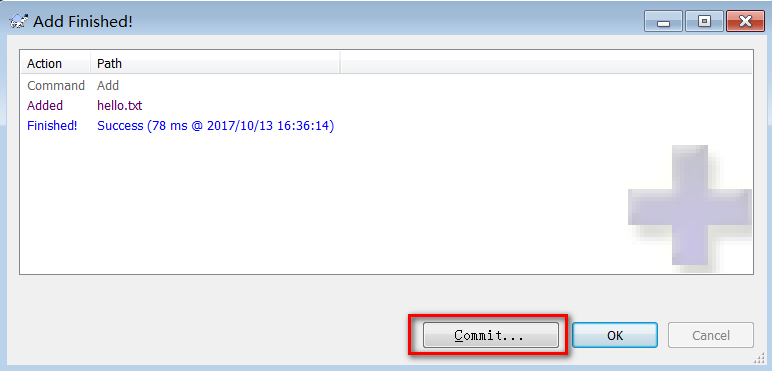 Add Finished!
Action Path
Command Add
Added hello.txt
Finished! Success (78 ms @ 2017/10/13 16:36:14)
Commit... OK Cancel